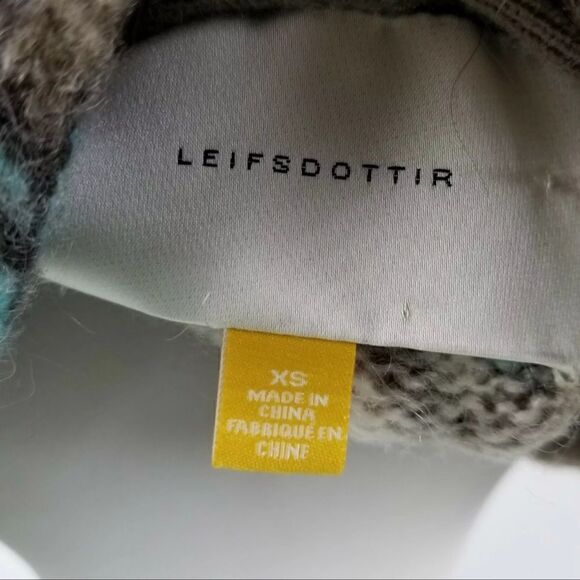 LEIFSDOTTIR
XS
MADE IN
CHINA
FABRIQUÉ EN
CHINE